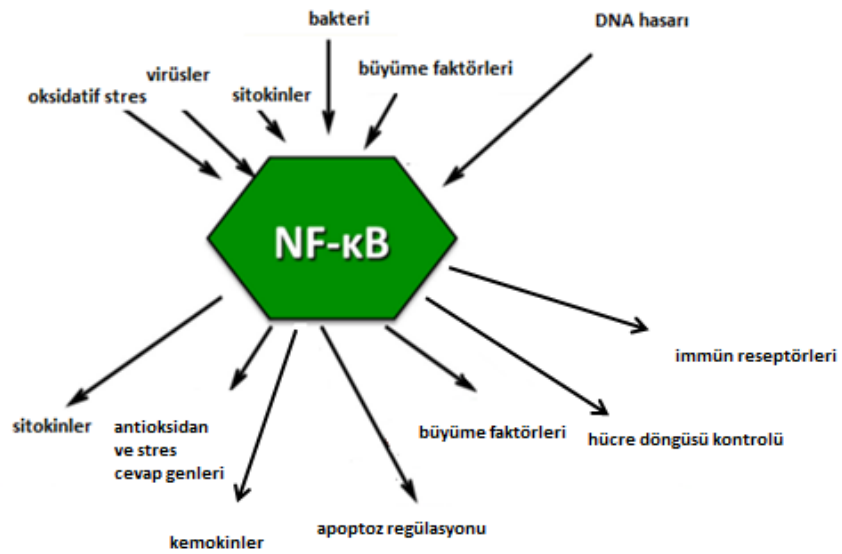 bakteri
DNA hasarı
virüsler
büyüme faktörleri
oksidatif stres
sitokinler
NF-κB
immün reseptörleri
sitokinler
antioksidan
ve stres
cevap genleri
büyüme faktörleri
hücre döngüsü kontrolü
kemokinler
apoptoz regülasyonu